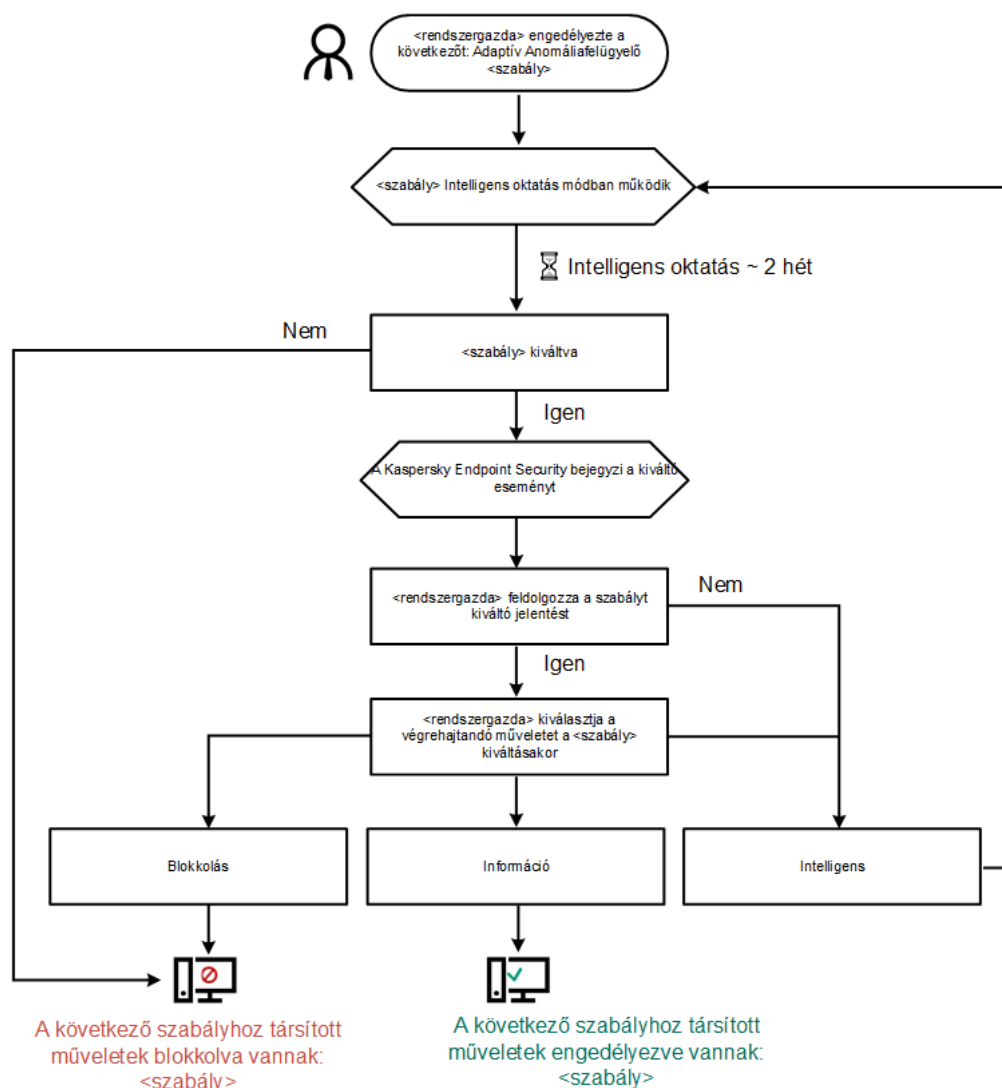 <rendszergazda> engedélyezte a
következőt: Adaptív Anomáliafelügyelő
<szabály>
<szabály> Intelligens oktatás módban működik
Intelligens oktatás ~ 2 hét
Nem
<szabály> kiváltva
Igen
A Kaspersky Endpoint Security bejegyzi a kiváltó
eseményt
<rendszergazda> feldolgozza a szabályt
kiváltó jelentést
Nem
Igen
<rendszergazda> kiválasztja a
végrehajtandó műveletet a <szabály>
kiváltásakor
Blokkolás
Információ
Intelligens
A következő szabályhoz társított
műveletek blokkolva vannak:
<szabály>
A következő szabályhoz társított
műveletek engedélyezve vannak:
<szabály>